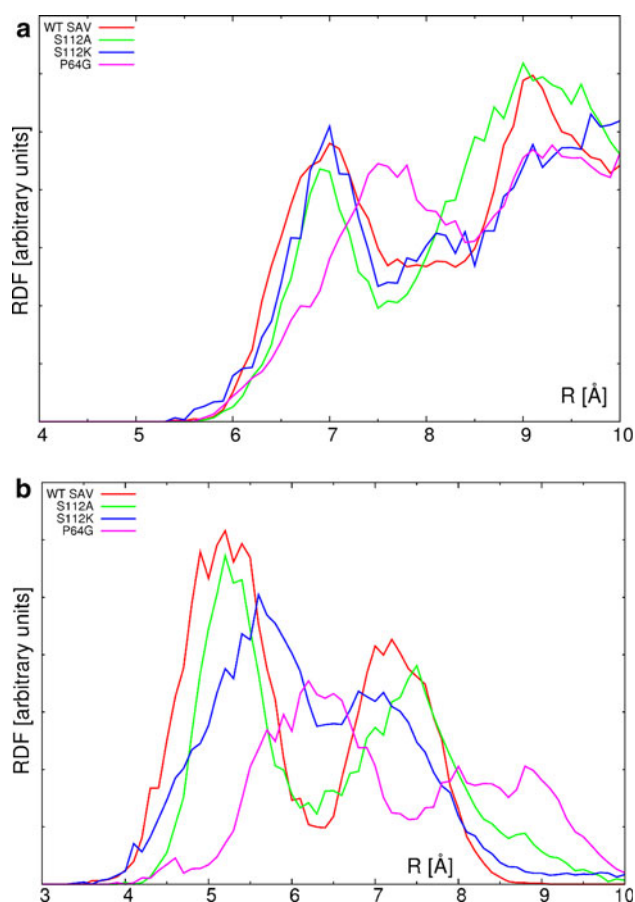 a
WT SAV
S112A
S112K
P64G
RDF [arbitrary units]
R [Å]
4 5 6 7 8 9 10
b
WT SAV
S112A
S112K
P64G
RDF [arbitrary units]
R [Å]
3 4 5 6 7 8 9 10